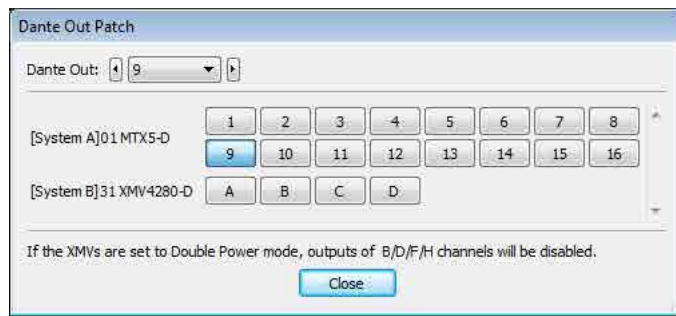 Dante Out Patch
Dante Out: 9
1 2 3 4 5 6 7 8
[System A]01 MTX5-D
9 10 11 12 13 14 15 16
[System B]31 XMV4280-D A B C D
If the XMVs are set to Double Power mode, outputs of B/D/F/H channels will be disabled.
Close